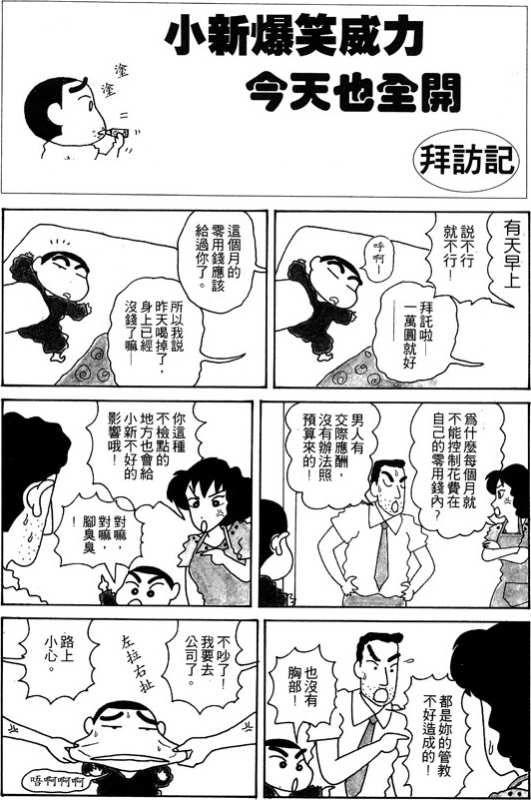 小新爆笑威力
今天也全開
塗
塗
拜訪記
有天早上
說不行
就不行!
呼啊—
拜託啦—
一萬圓就好
這個月的
零用錢應該
給過你了。
所以我說
昨天喝掉了,
身上已經
沒錢了嘛—
爲什麼每個月就
不能控制花費在
自己的零用錢內?
男人有
交際應酬,
沒有辦法照
預算來的!
你這種
不檢點的
地方也會給
小新不好的
影響哦!
對嘛,
對嘛,
腳臭臭
!
都是妳的管教
不好造成的!
也沒有
胸部!
不吵了!
我要去
公司了。
左拉右扯
路上
小心。
唔啊啊啊